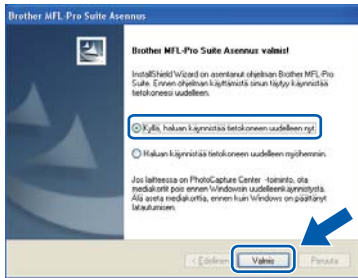 Brother MFL-Pro Suite Asennus
Brother MFL-Pro Suite Asennus valmis!
InstallShield Wizard on asentanut ohjelman Brother MFL-Pro
Suite. Ennen ohjelman käyttämistä sinun täytyy käynnistää
tietokoneesi uudelleen.
Kyllä, haluan käynnistää tietokoneen uudelleen nyt.
Haluan käynnistää tietokoneen uudelleen myöhemmin.
Jos laitteessa on PhotoCapture Center -toiminto, ota
mediakortit pois ennen Windowsin uudelleenkäynnistystä.
Älä aseta mediakorttia, ennen kuin Windows on päättänyt
latautumisen.
< Edellinen
Valmis
Peruuta